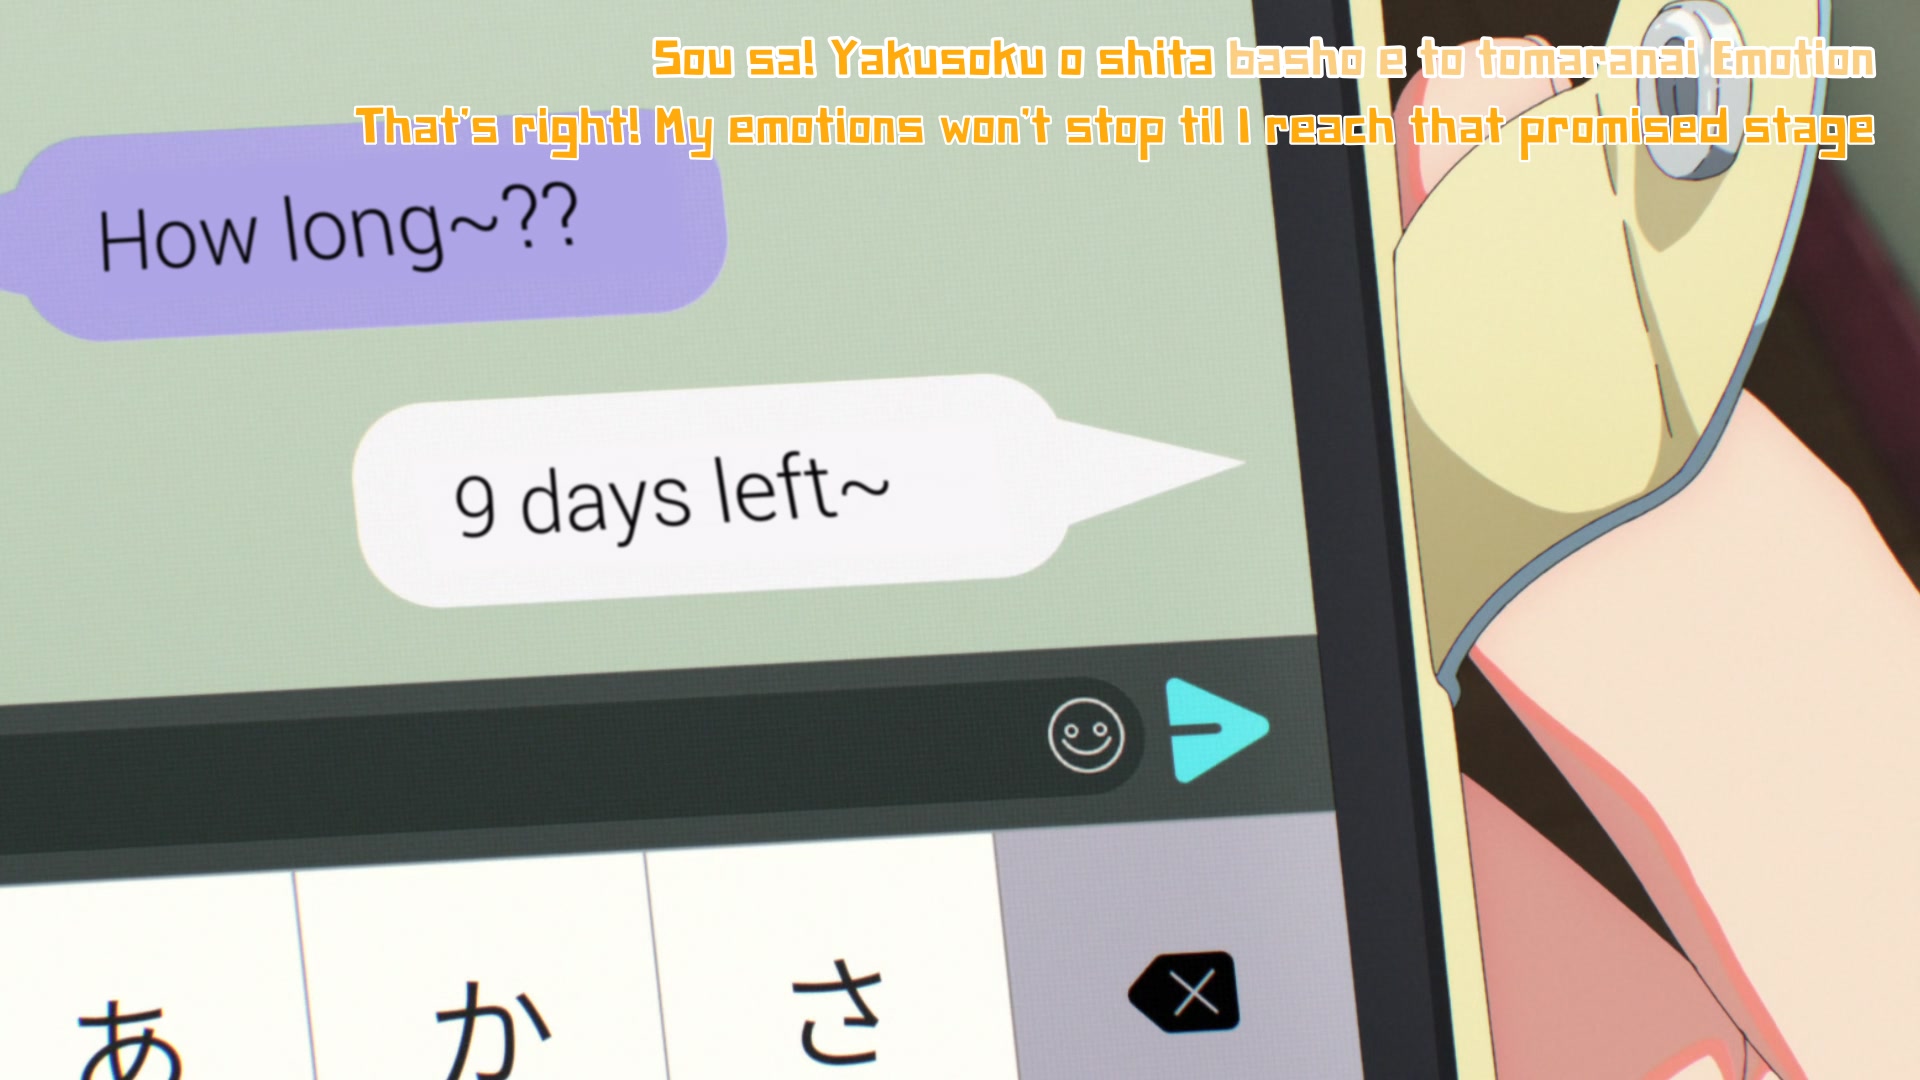 Sou sa! Yakusoku o shita basho e to tomaranai Emotion
That's right! My emotions won't stop til I reach that promised stage
How long~??
9 days left~
あ か さ